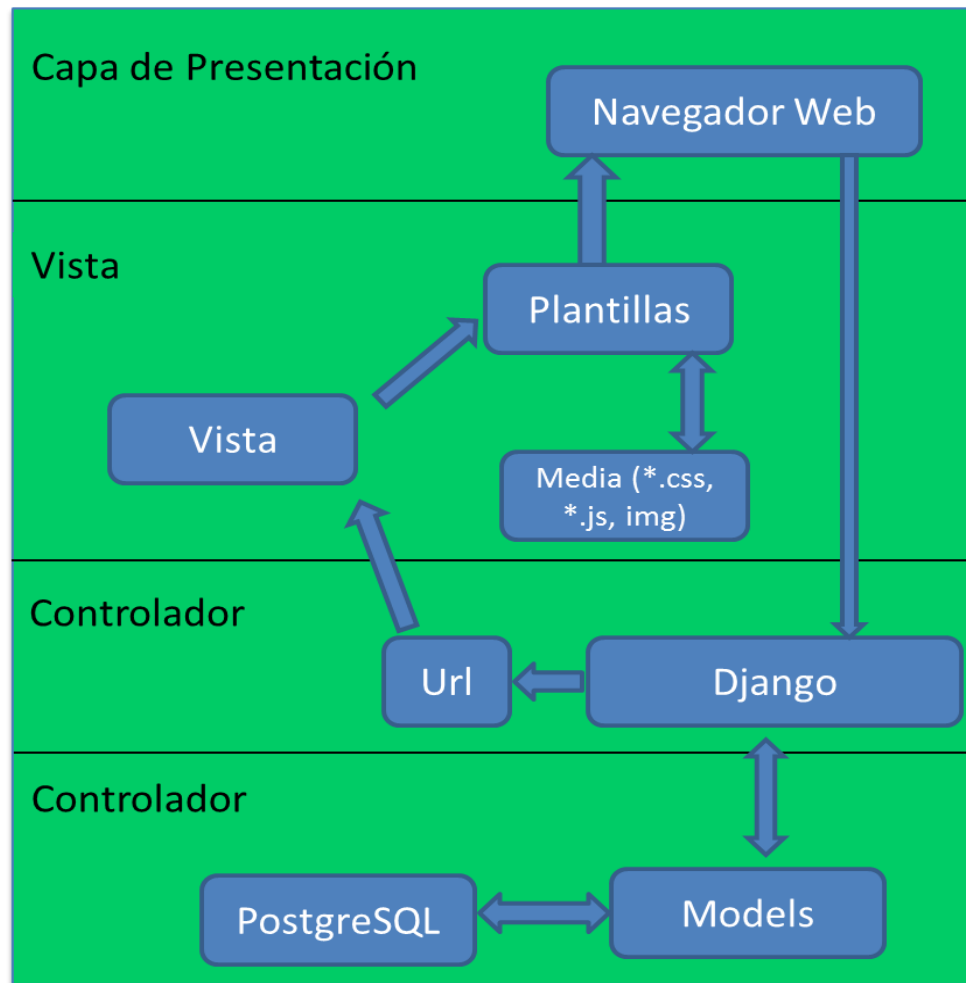 Capa de Presentación
Navegador Web
Vista
Plantillas
Vista
Media (*.css,
*.js, img)
Controlador
Url
Django
Controlador
PostgreSQL
Models